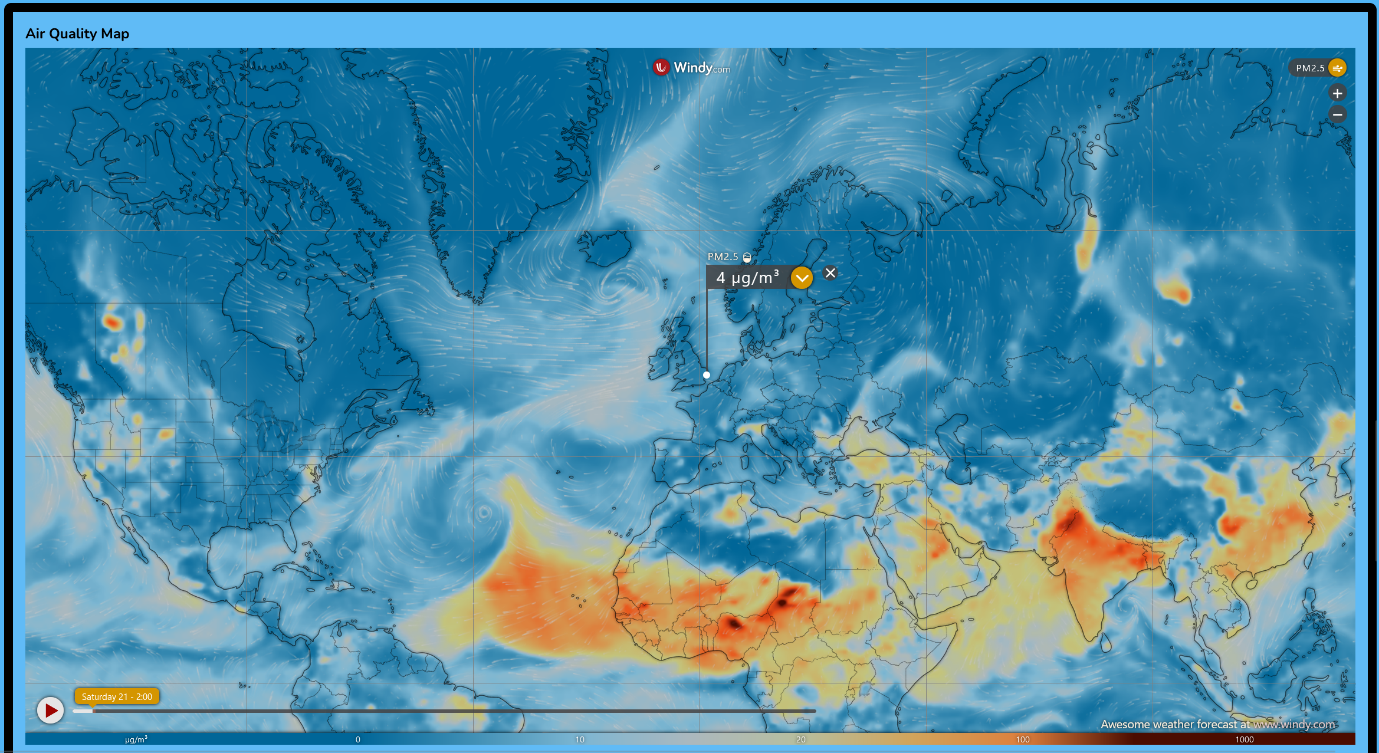 Air Quality Map
Windy.com
PM2.5
+
−
PM2.5
4 µg/m³
Saturday 21 - 2:00
Awesome weather forecast at www.windy.com
µg/m³ 0 10 20 100 1000